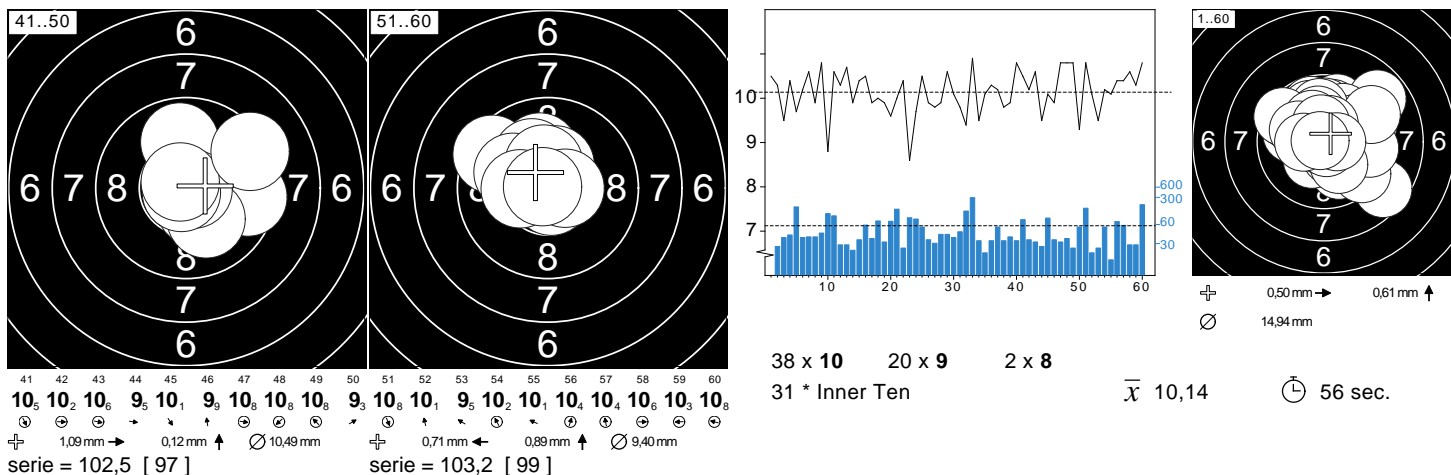 41..50
6
7
8
6 7 8 7 6
8
7
6
41 42 43 44 45 46 47 48 49 50
10₅ 10₂ 10₆ 9₅ 10₁ 9₉ 10₈ 10₈ 10₈ 9₃
1,09 mm 0,12 mm 10,49 mm
serie = 102,5 [ 97 ]
51..60
6
7
8
6 7 8 8 7 6
8
7
6
51 52 53 54 55 56 57 58 59 60
10₈ 10₁ 9₅ 10₂ 10₁ 10₄ 10₄ 10₆ 10₃ 10₈
0,71 mm 0,89 mm 9,40 mm
serie = 103,2 [ 99 ]
10
9
8
7
600
300
60
30
10 20 30 40 50 60
38 x 10 20 x 9 2 x 8
31 * Inner Ten
x̅ 10,14
56 sec.
1..60
6
7
6 7 7 6
7
6
0,50 mm 0,61 mm
14,94 mm